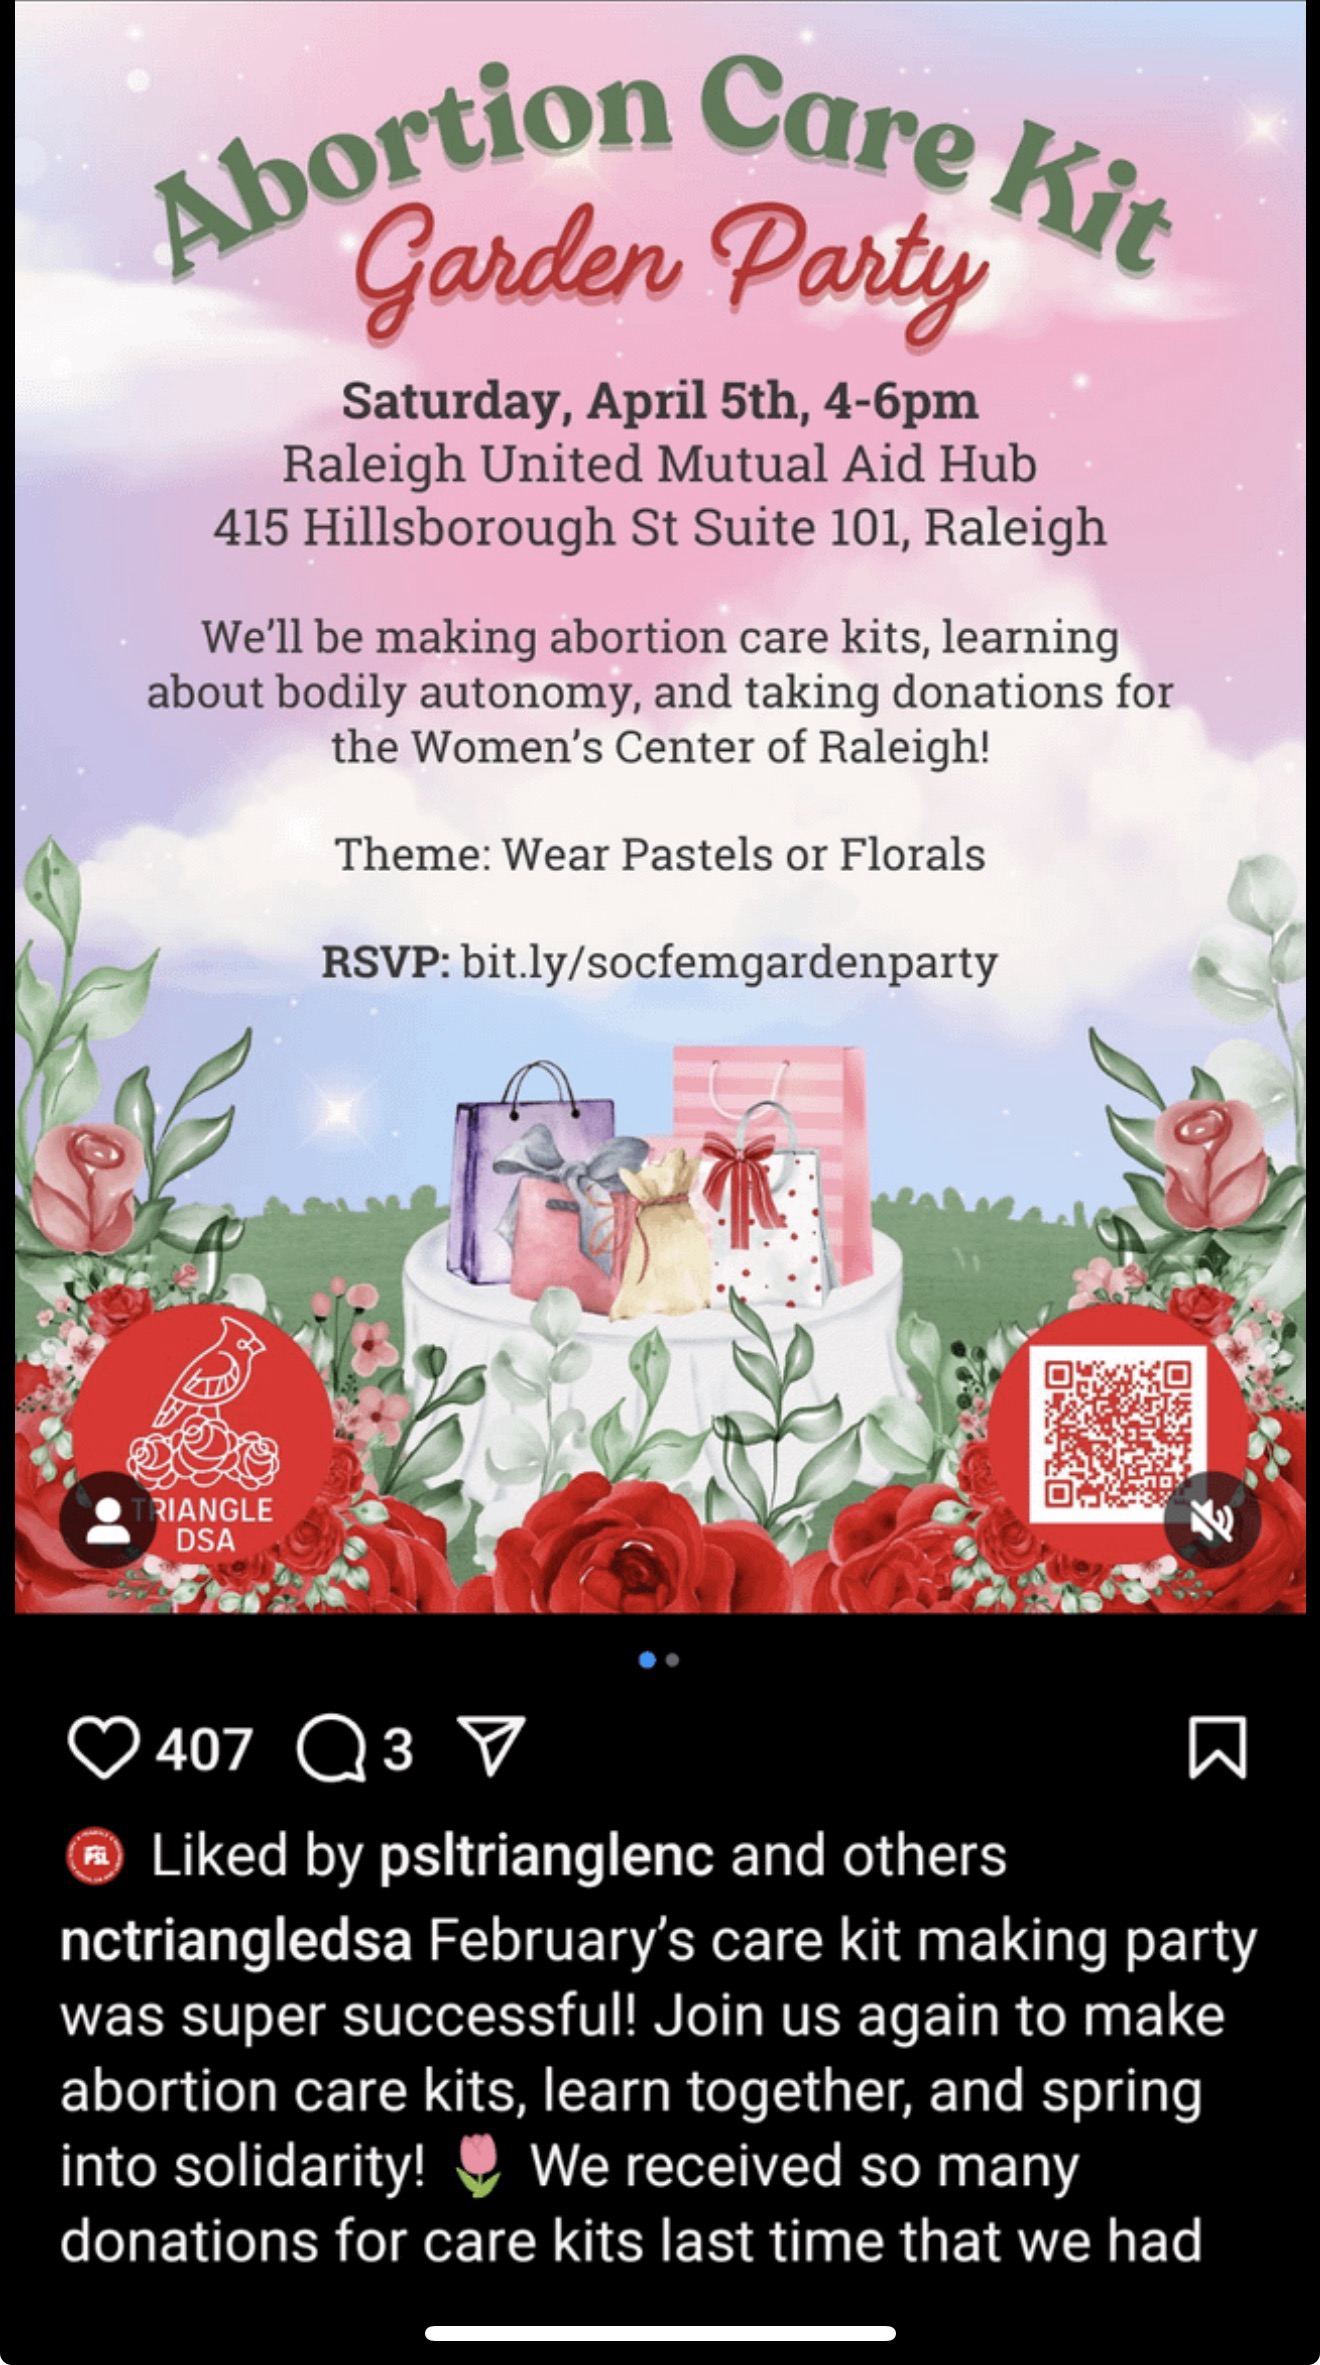 Abortion Care Kit
Garden Party
Saturday, April 5th, 4-6pm
Raleigh United Mutual Aid Hub
415 Hillsborough St Suite 101, Raleigh
We'll be making abortion care kits, learning
about bodily autonomy, and taking donations for
the Women's Center of Raleigh!
Theme: Wear Pastels or Florals
RSVP: bit.ly/socfemgardenparty
TRIANGLE
DSA
407 3
PSL
Liked by psltrianglenc and others
nctriangledsa February's care kit making party
was super successful! Join us again to make
abortion care kits, learn together, and spring
into solidarity! 🌷 We received so many
donations for care kits last time that we had